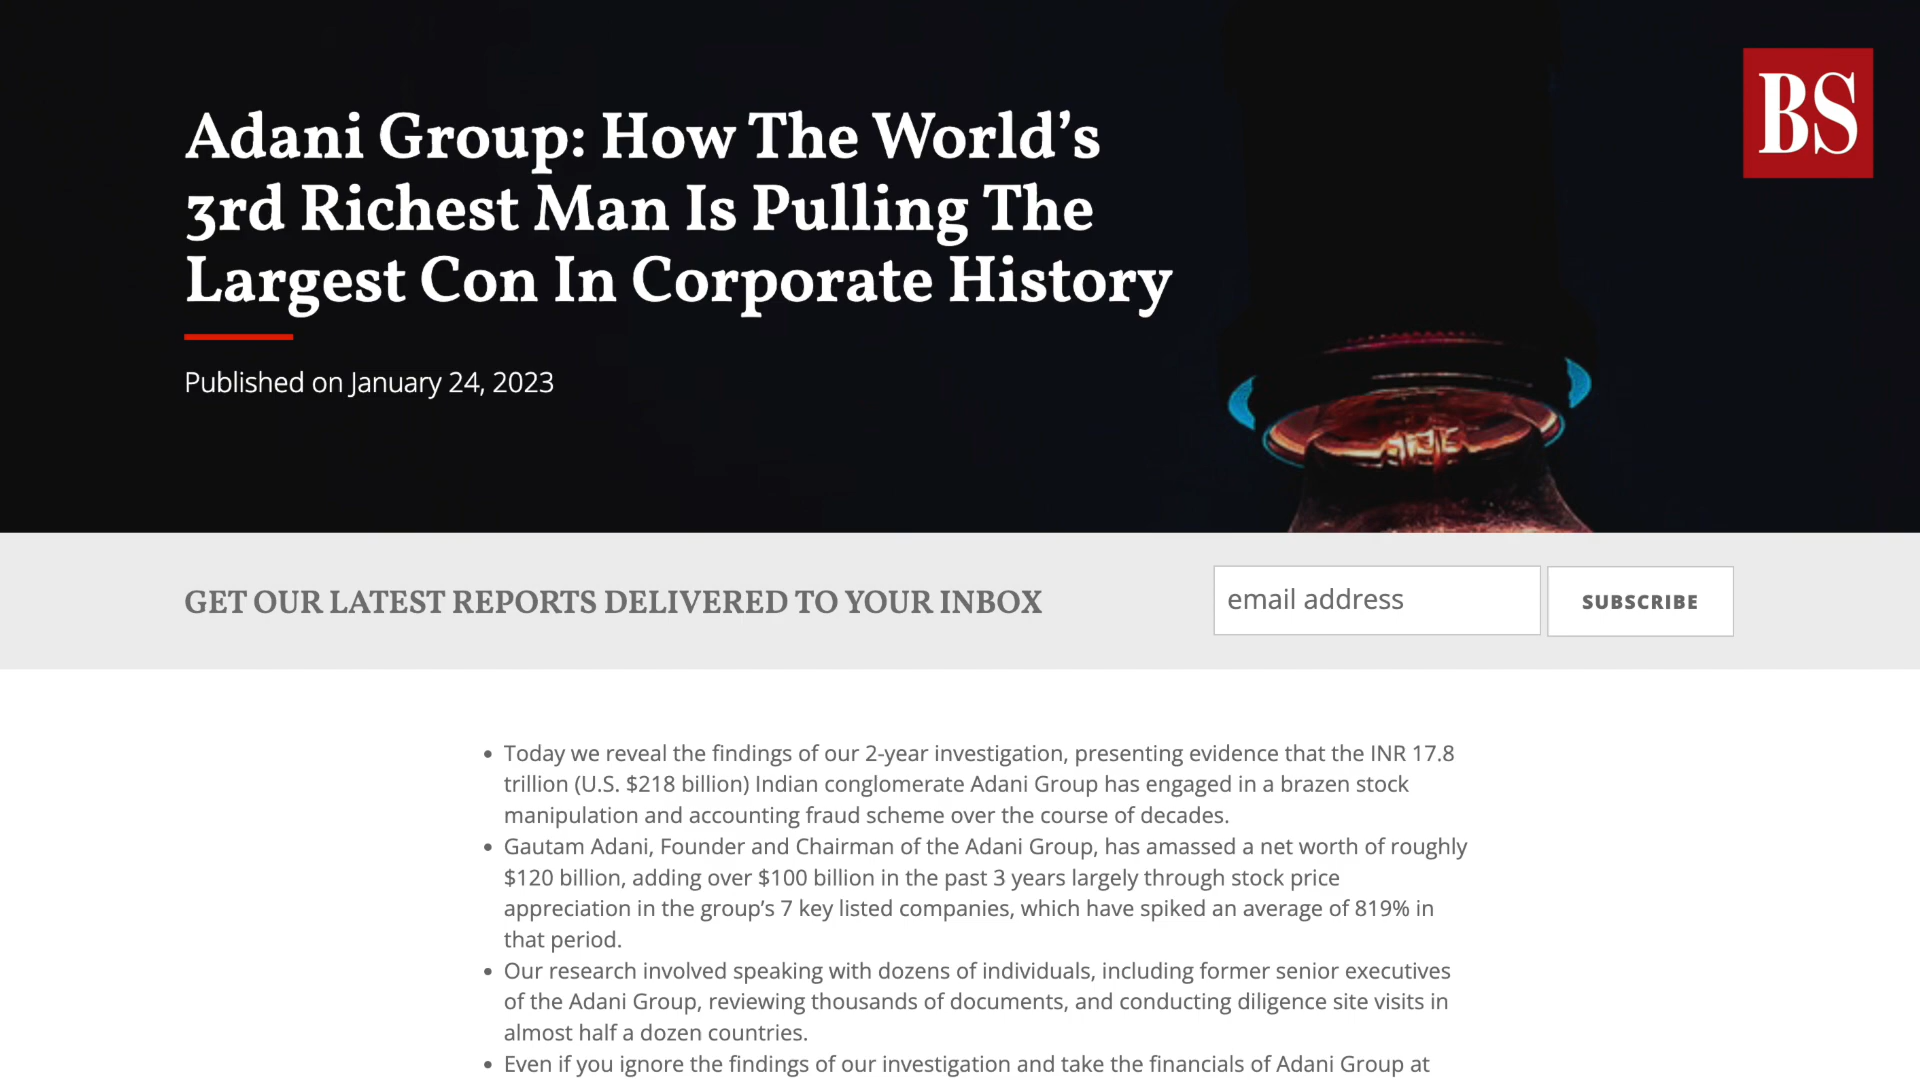 BS
Adani Group: How The World’s
3rd Richest Man Is Pulling The
Largest Con In Corporate History
Published on January 24, 2023
GET OUR LATEST REPORTS DELIVERED TO YOUR INBOX
email address
SUBSCRIBE
• Today we reveal the findings of our 2-year investigation, presenting evidence that the INR 17.8
trillion (U.S. $218 billion) Indian conglomerate Adani Group has engaged in a brazen stock
manipulation and accounting fraud scheme over the course of decades.
• Gautam Adani, Founder and Chairman of the Adani Group, has amassed a net worth of roughly
$120 billion, adding over $100 billion in the past 3 years largely through stock price
appreciation in the group’s 7 key listed companies, which have spiked an average of 819% in
that period.
• Our research involved speaking with dozens of individuals, including former senior executives
of the Adani Group, reviewing thousands of documents, and conducting diligence site visits in
almost half a dozen countries.
• Even if you ignore the findings of our investigation and take the financials of Adani Group at